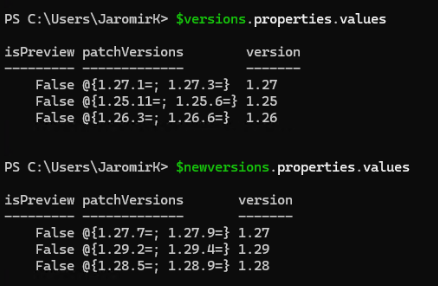 PS C:\Users\JaromirK> $versions.properties.values
isPreview patchVersions version
--------- ------------- -------
False @{1.27.1=; 1.27.3=} 1.27
False @{1.25.11=; 1.25.6=} 1.25
False @{1.26.3=; 1.26.6=} 1.26
PS C:\Users\JaromirK> $newversions.properties.values
isPreview patchVersions version
--------- ------------- -------
False @{1.27.7=; 1.27.9=} 1.27
False @{1.29.2=; 1.29.4=} 1.29
False @{1.28.5=; 1.28.9=} 1.28